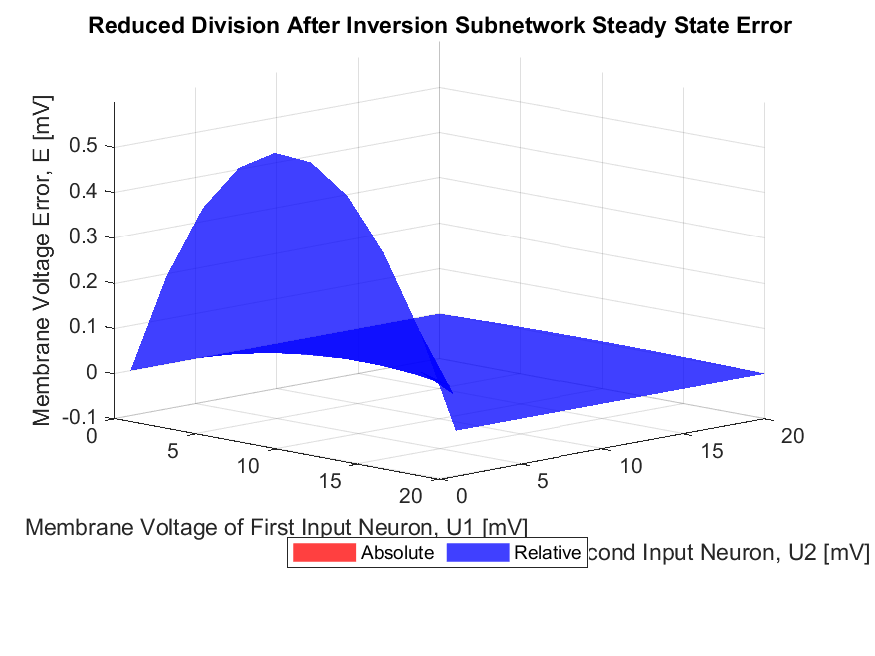 Reduced Division After Inversion Subnetwork Steady State Error
Membrane Voltage Error, E [mV]
0.5
0.4
0.3
0.2
0.1
0
-0.1
0
5
10
15
20
0
5
10
15
20
Membrane Voltage of First Input Neuron, U1 [mV]
cond Input Neuron, U2 [mV]
Absolute
Relative